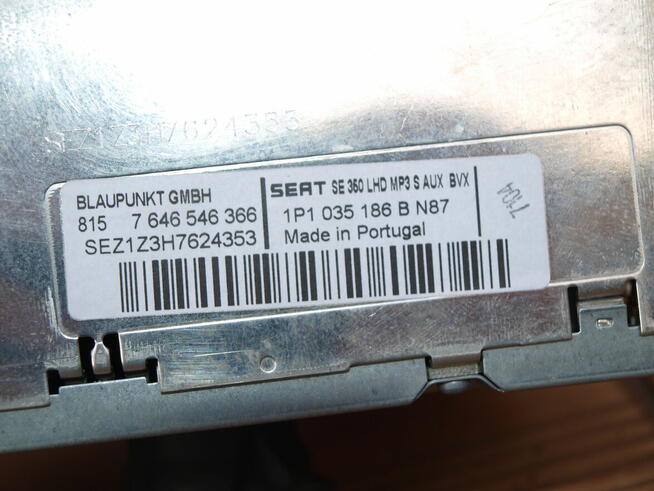 SEZ1Z3H7624353
BLAUPUNKT GMBH
815 7 646 546 366
SEZ1Z3H7624353
SEAT SE 350 LHD MP3 S AUX BVX
1P1 035 186 B N87
Made in Portugal